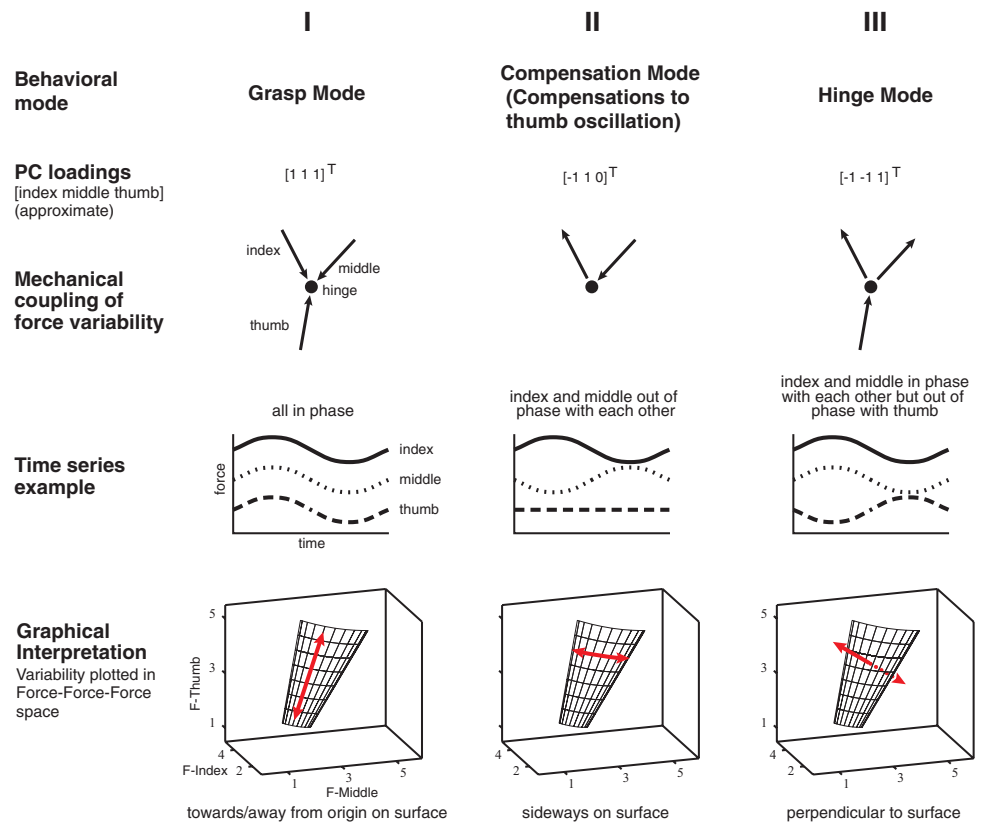 I
II
III
Behavioral
mode
Grasp Mode
Compensation Mode
(Compensations to
thumb oscillation)
Hinge Mode
PC loadings
[index middle thumb]
(approximate)
[1 1 1]T
[-1 1 0]T
[-1 -1 1]T
Mechanical
coupling of
force variability
index
middle
hinge
thumb
all in phase
index and middle out of
phase with each other
index and middle in phase
with each other but out of
phase with thumb
Time series
example
force
index
middle
thumb
time
Graphical
Interpretation
Variability plotted in
Force-Force-Force
space
F-Thumb
5
3
1
4
2
F-Index
1
3
5
F-Middle
5
3
1
4
2
1
3
5
5
3
1
4
2
1
3
5
towards/away from origin on surface
sideways on surface
perpendicular to surface